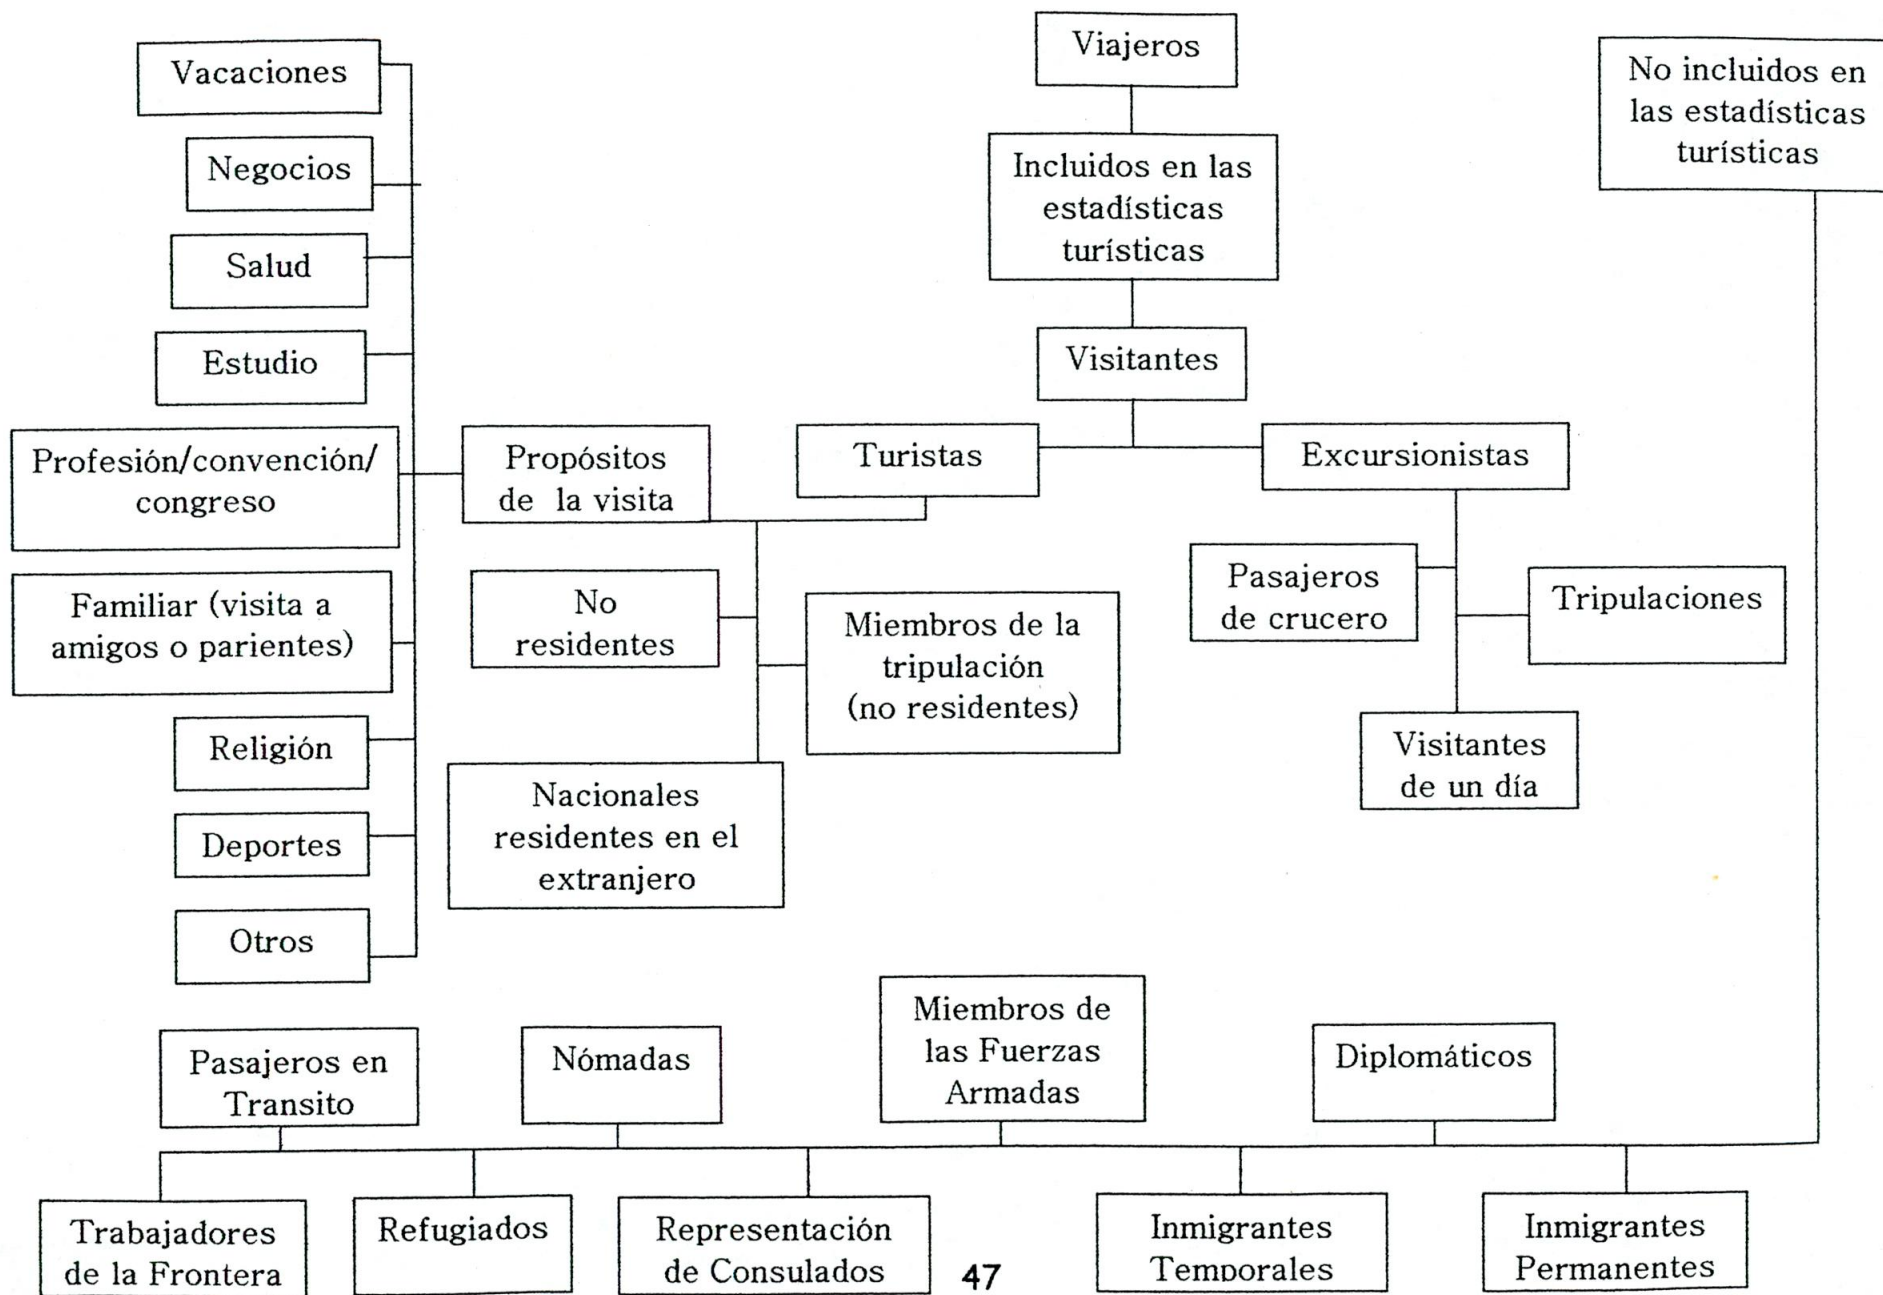 Viajeros
Incluidos en las
estadísticas
turísticas
Visitantes
Turistas
Excursionistas
No incluidos en
las estadísticas
turísticas
Vacaciones
Negocios
Salud
Estudio
Profesión/convención/
congreso
Familiar (visita a
amigos o parientes)
Religión
Deportes
Otros
Propósitos
de la visita
No
residentes
Miembros de la
tripulación
(no residentes)
Nacionales
residentes en el
extranjero
Pasajeros
de crucero
Tripulaciones
Visitantes
de un día
Pasajeros en
Transito
Nómadas
Miembros de
las Fuerzas
Armadas
Diplomáticos
Trabajadores
de la Frontera
Refugiados
Representación
de Consulados
Inmigrantes
Temporales
Inmigrantes
Permanentes
47